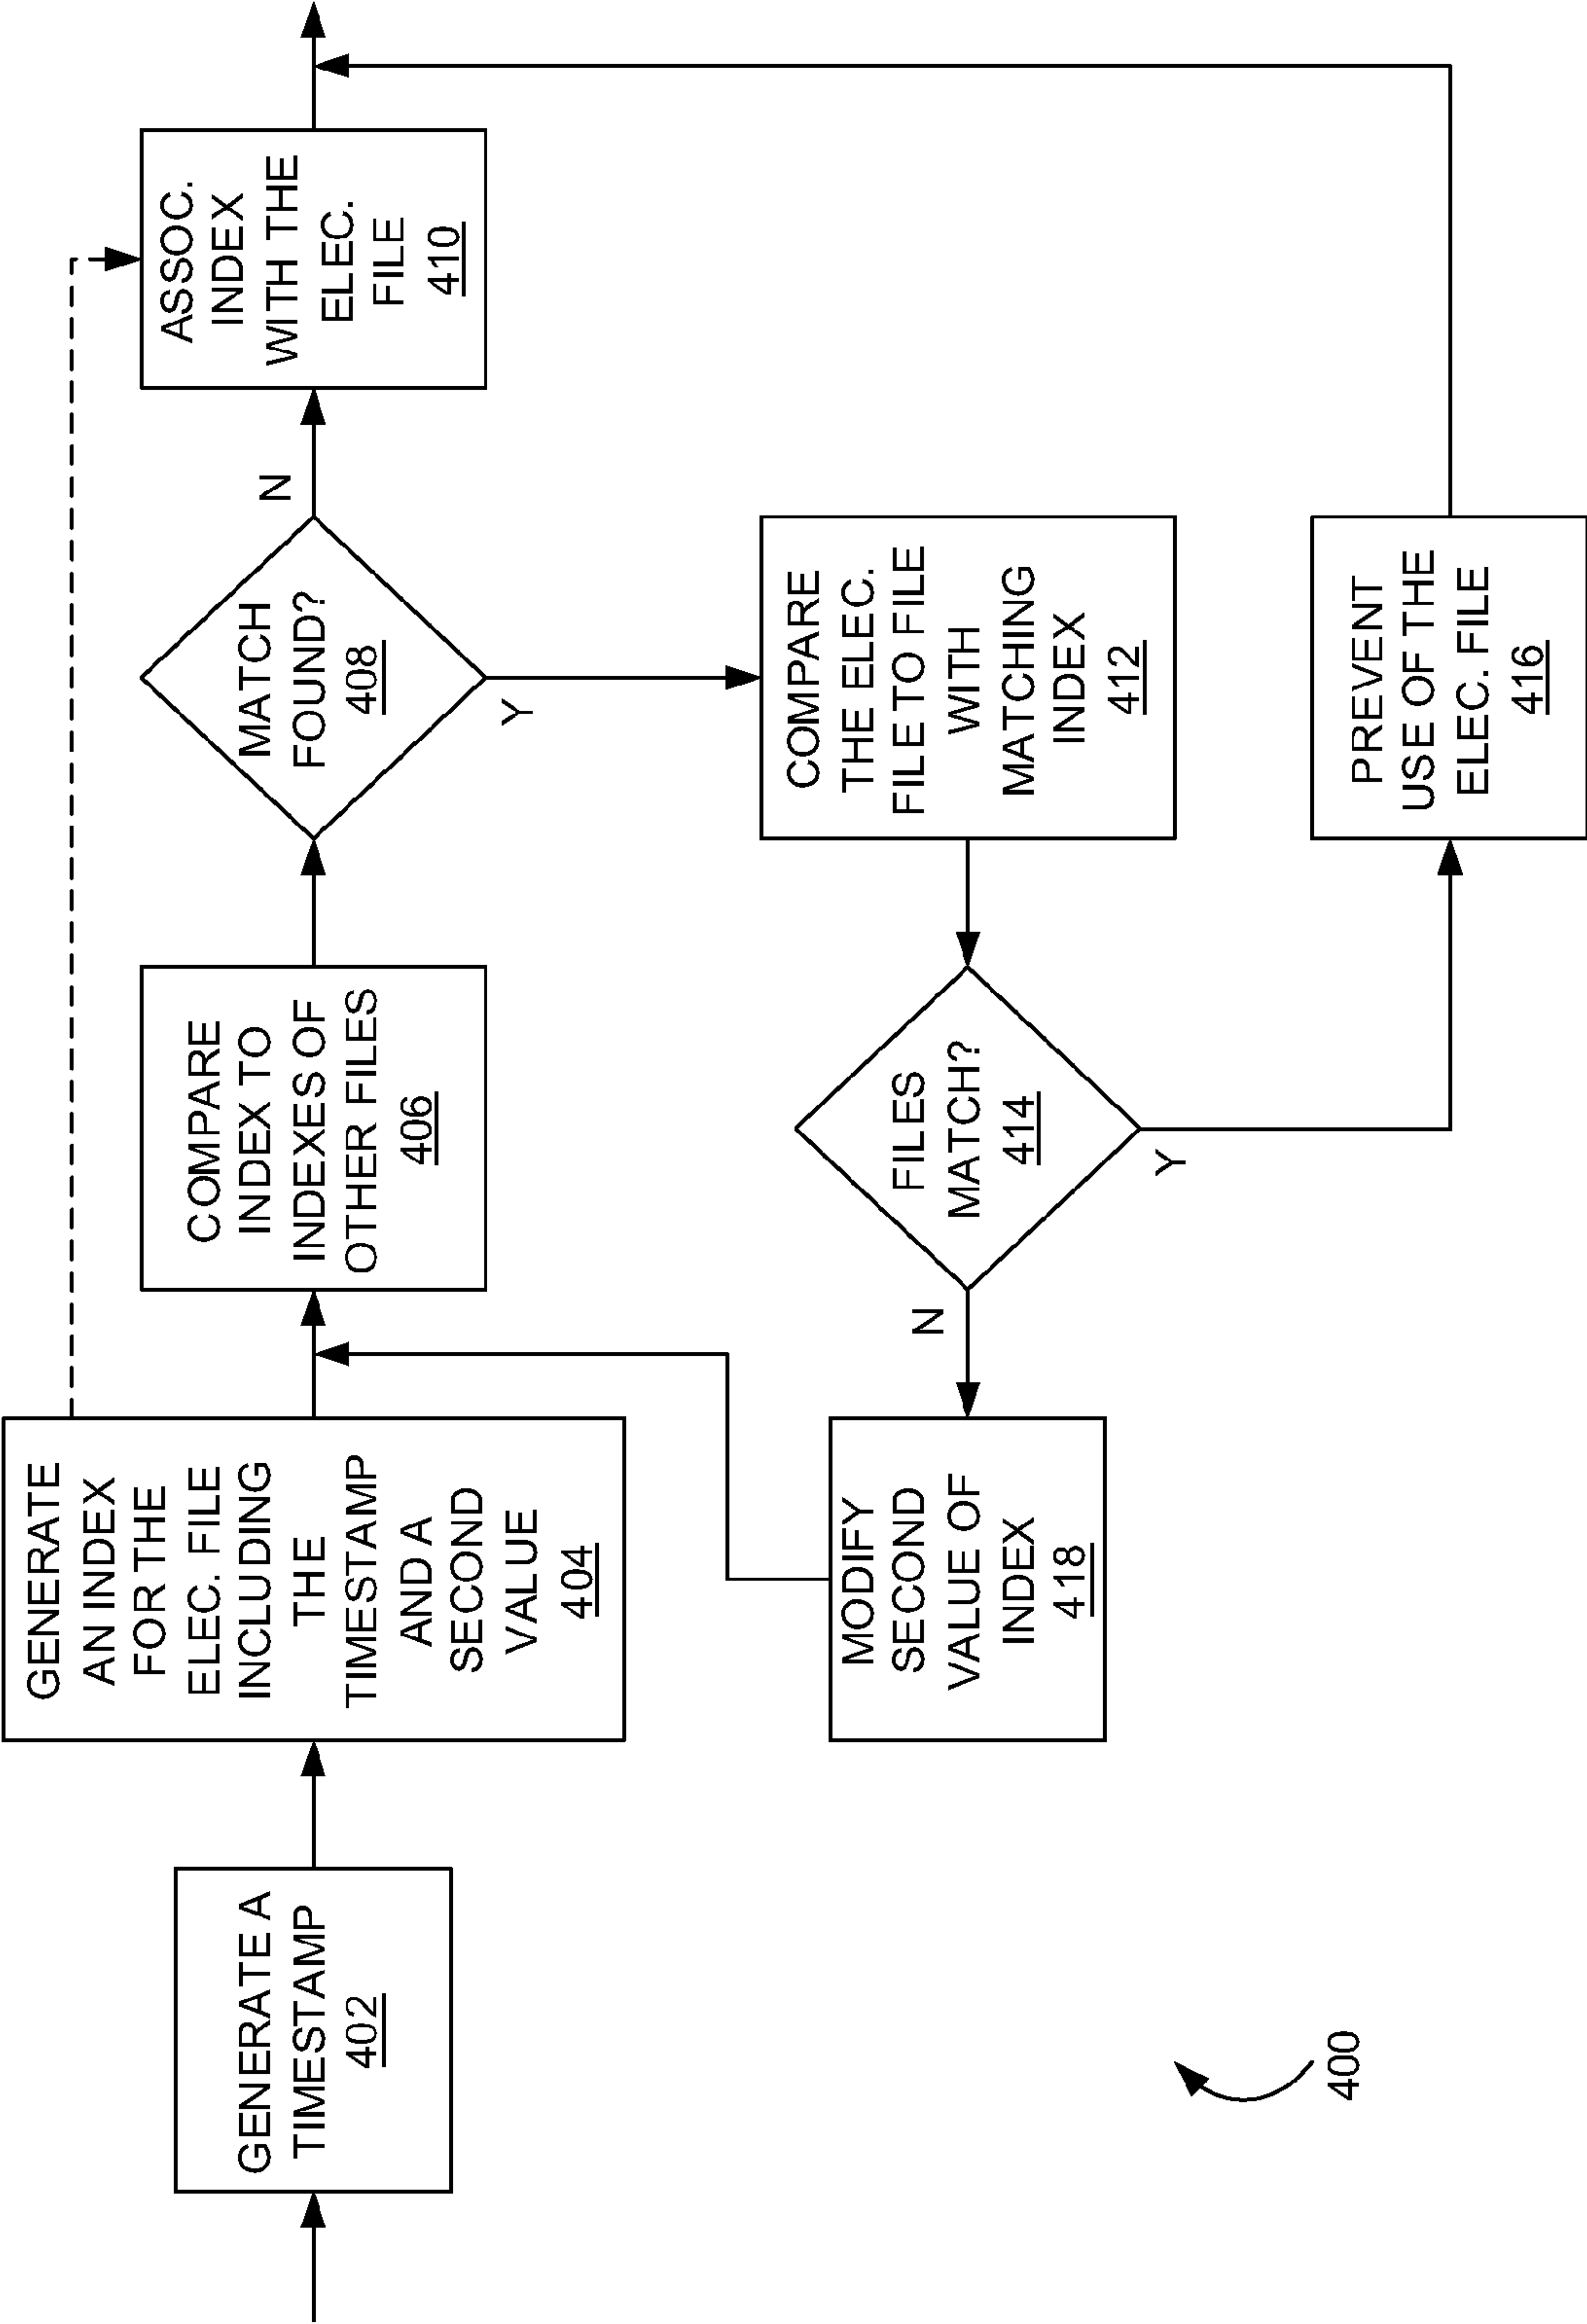 GENERATE A
TIMESTAMP
402
GENERATE
AN INDEX
FOR THE
ELEC. FILE
INCLUDING
THE
TIMESTAMP
AND A
SECOND
VALUE
404
COMPARE
INDEX TO
INDEXES OF
OTHER FILES
406
MATCH
FOUND?
408
N
Y
ASSOC.
INDEX
WITH THE
ELEC.
FILE
410
MODIFY
SECOND
VALUE OF
INDEX
418
N
FILES
MATCH?
414
Y
COMPARE
THE ELEC.
FILE TO FILE
WITH
MATCHING
INDEX
412
PREVENT
USE OF THE
ELEC. FILE
416
400